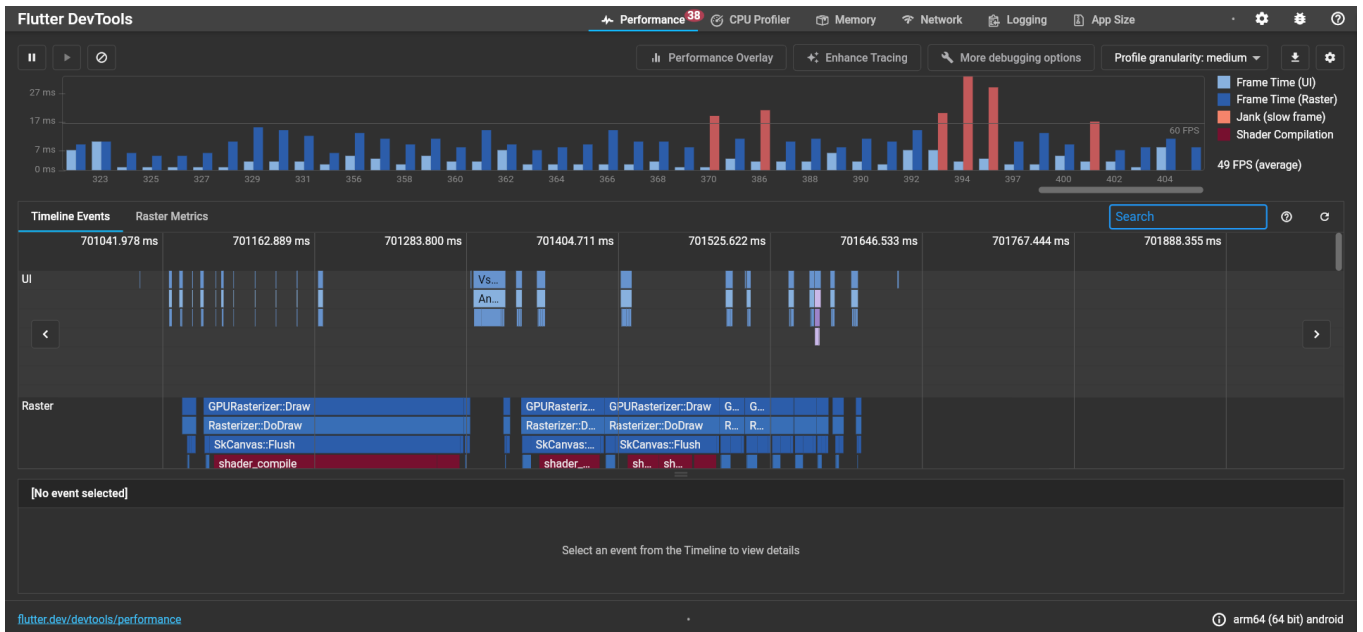 Flutter DevTools
Performance 38 CPU Profiler Memory Network Logging App Size
Performance Overlay Enhance Tracing More debugging options Profile granularity: medium
27 ms
17 ms
7 ms
0 ms
60 FPS
323 325 327 329 331 356 358 360 362 364 366 368 370 386 388 390 392 394 397 400 402 404
Frame Time (UI)
Frame Time (Raster)
Jank (slow frame)
Shader Compilation
49 FPS (average)
Timeline Events Raster Metrics Search
701041.978 ms 701162.889 ms 701283.800 ms 701404.711 ms 701525.622 ms 701646.533 ms 701767.444 ms 701888.355 ms
UI
Vs...
An...
Raster
GPURasterizer::Draw GPURasteriz... GPURasterizer::Draw G... G...
Rasterizer::DoDraw Rasterizer::D... Rasterizer::DoDraw R... R...
SkCanvas::Flush SkCanvas:... SkCanvas::Flush
shader_compile shader_... sh... sh...
[No event selected]
Select an event from the Timeline to view details
flutter.dev/devtools/performance
arm64 (64 bit) android